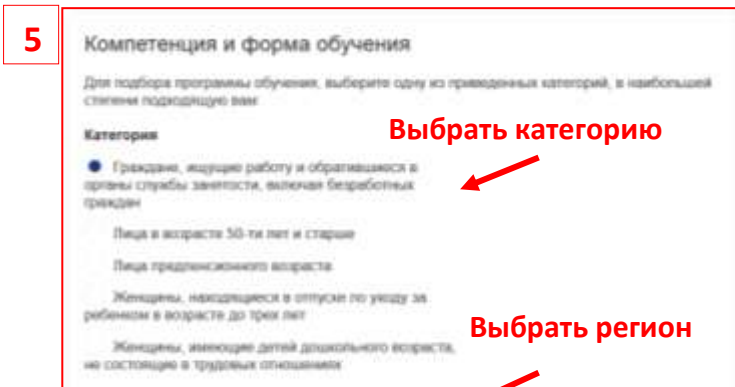 5
Компетенция и форма обучения
Для подбора программы обучения, выберите одну из приведенных категорий, в наибольшей
степени подходящую вам
Категория
Выбрать категорию
Граждане, ищущие работу и обратившиеся в
органы службы занятости, включая безработных
граждан
Лица в возрасте 50-ти лет и старше
Лица предпенсионного возраста
Женщины, находящиеся в отпуске по уходу за
ребенком в возрасте до трех лет
Выбрать регион
Женщины, имеющие детей дошкольного возраста,
не состоящие в трудовых отношениях